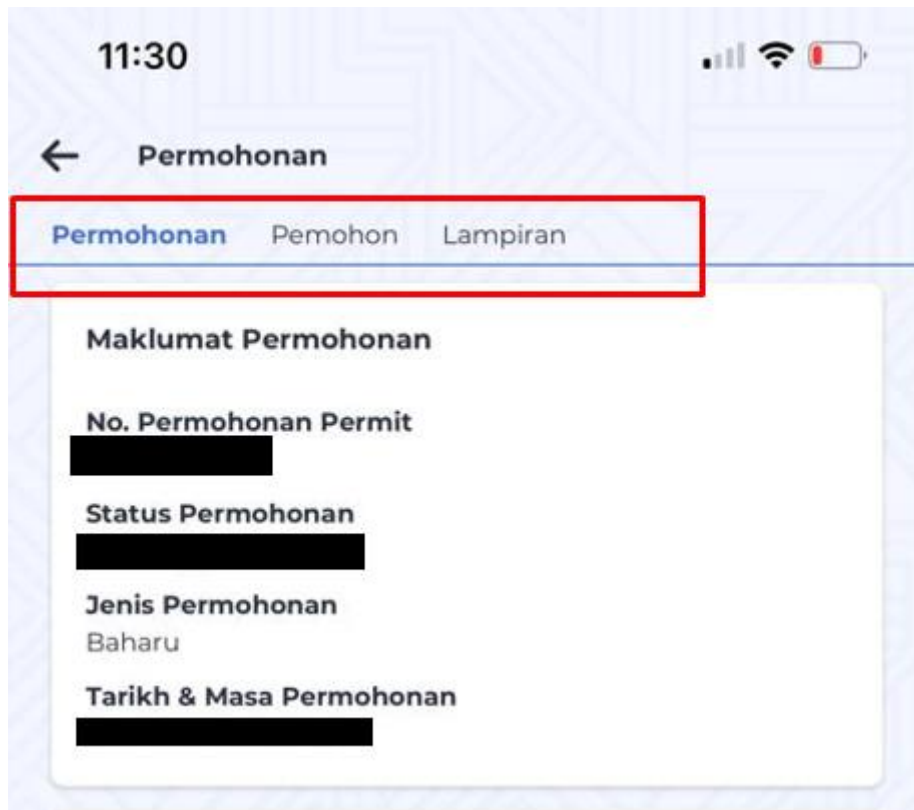 11:30
Permohonan
Permohonan Pemohon Lampiran
Maklumat Permohonan
No. Permohonan Permit
Status Permohonan
Jenis Permohonan
Baharu
Tarikh & Masa Permohonan